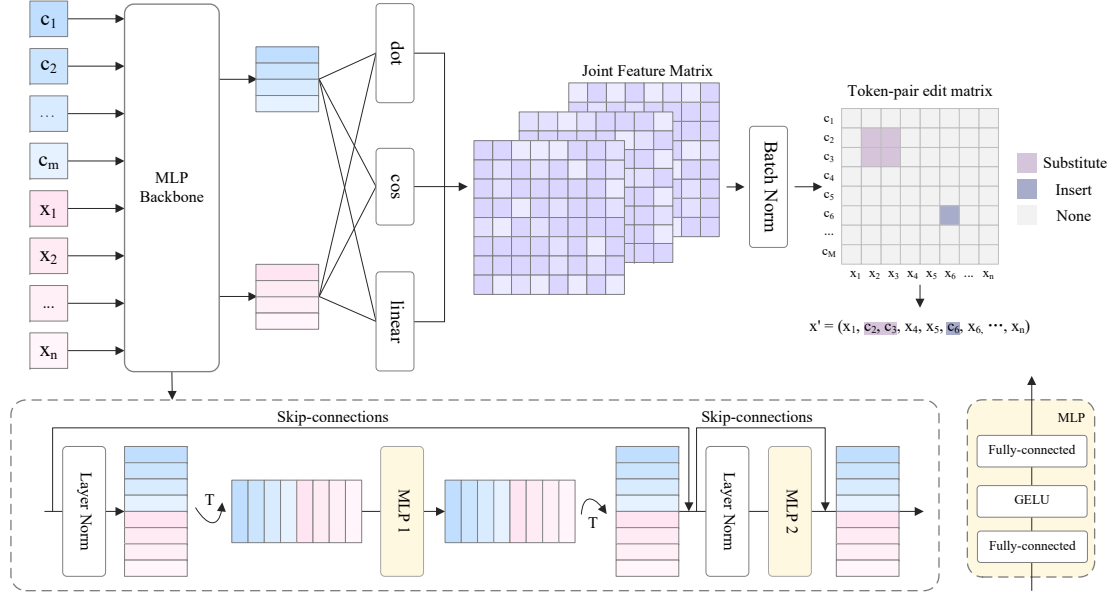 c1
c2
...
cm
x1
x2
...
xn
MLP
Backbone
dot
cos
linear
Joint Feature Matrix
Batch Norm
Token-pair edit matrix
c1
c2
c3
c4
c5
c6
...
cM
x1 x2 x3 x4 x5 x6 ... xn
Substitute
Insert
None
x' = (x1, c2, c3, x4, x5, c6, x6, ···, xn)
Skip-connections
Skip-connections
Layer Norm
T
MLP 1
T
Layer Norm
MLP 2
MLP
Fully-connected
GELU
Fully-connected